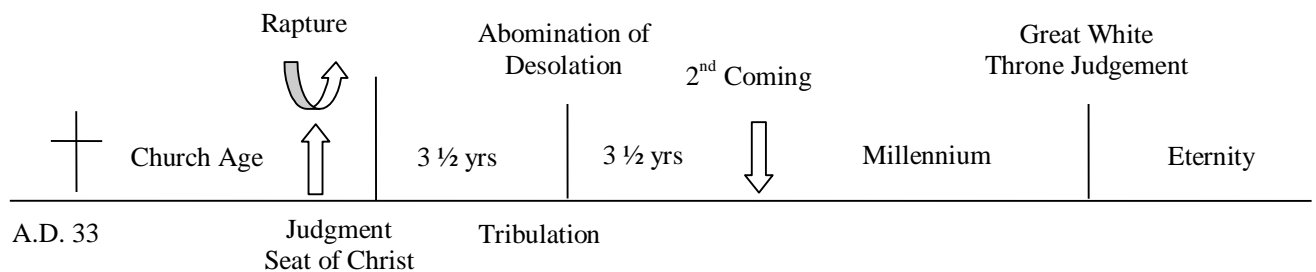 Rapture
Abomination of
Desolation
2nd Coming
Great White
Throne Judgement
Church Age
3 ½ yrs
3 ½ yrs
Millennium
Eternity
A.D. 33
Judgment
Seat of Christ
Tribulation